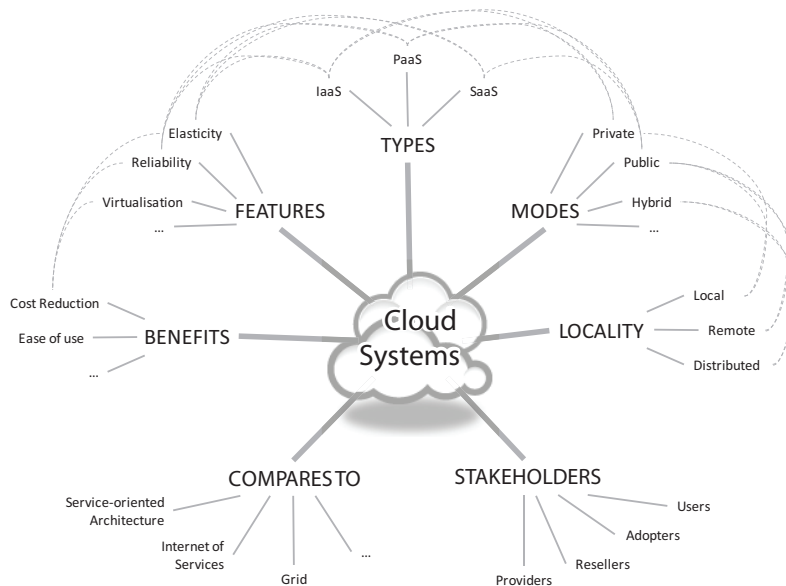 PaaS
IaaS
SaaS
TYPES
Elasticity
Reliability
Virtualisation
...
FEATURES
Private
Public
Hybrid
...
MODES
Cloud
Systems
Cost Reduction
Ease of use
...
BENEFITS
LOCALITY
Local
Remote
Distributed
COMPARES TO
Service-oriented
Architecture
Internet of
Services
Grid
...
STAKEHOLDERS
Users
Adopters
Resellers
Providers